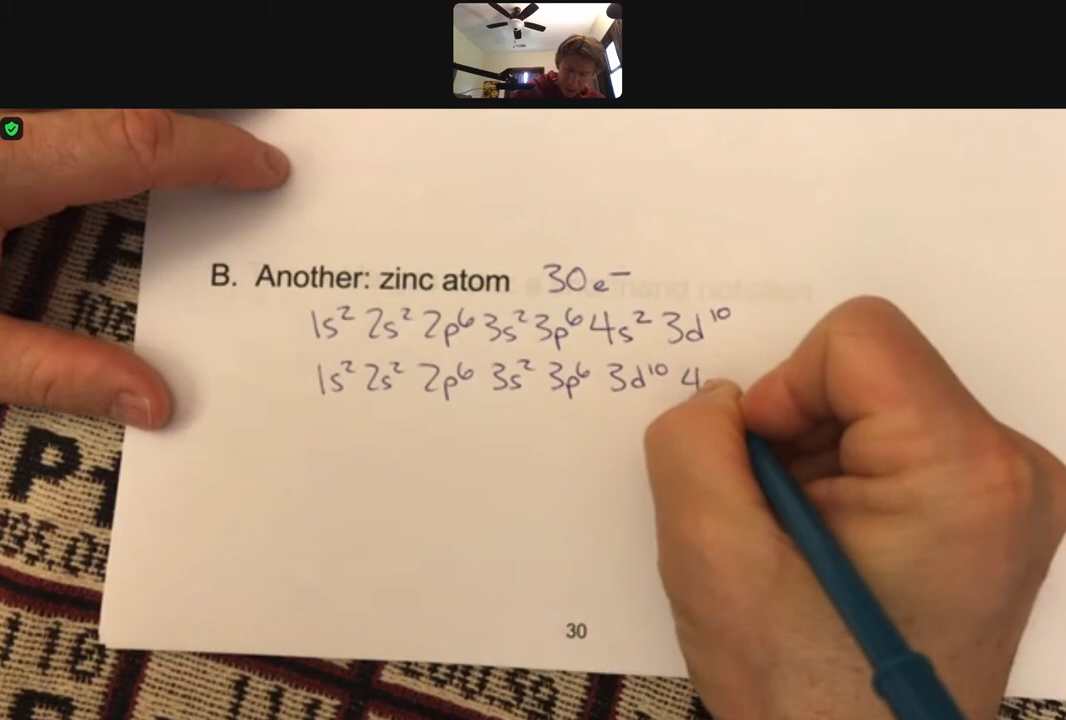 B. Another: zinc atom 30e⁻
1s² 2s² 2p⁶ 3s² 3p⁶ 4s² 3d¹⁰
1s² 2s² 2p⁶ 3s² 3p⁶ 3d¹⁰ 4
30